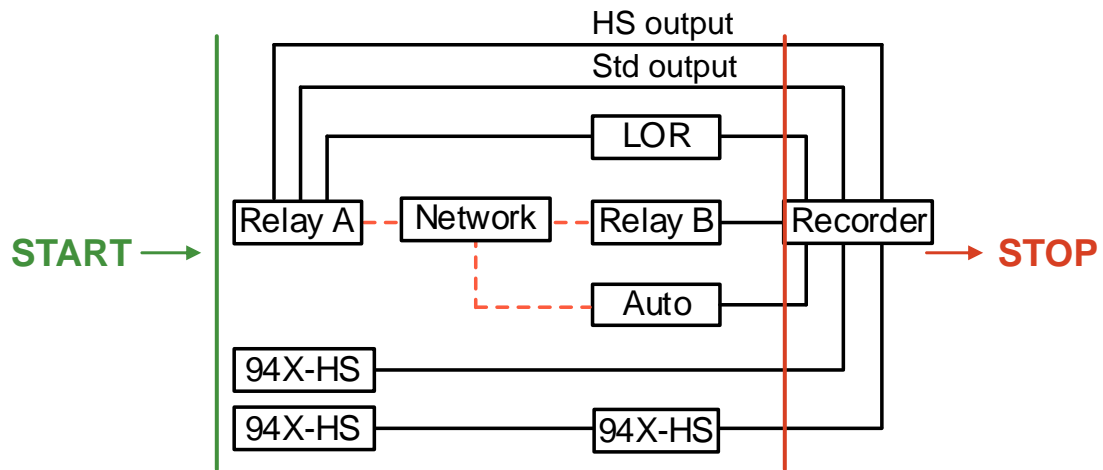 HS output
Std output
LOR
Relay A
Network
Relay B
Recorder
START
STOP
Auto
94X-HS
94X-HS
94X-HS